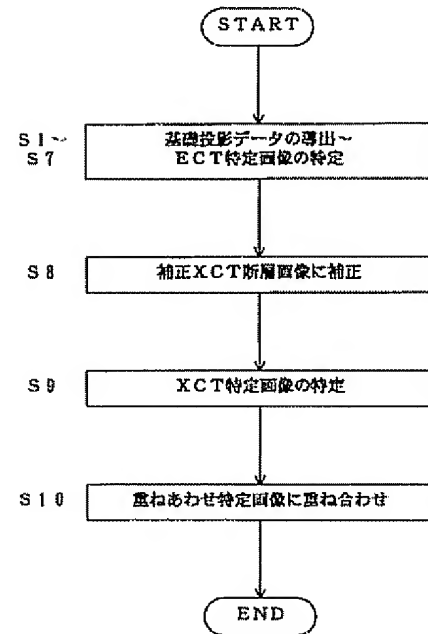 START
S1~
S7
基礎投影データの導出~
ECT特定画像の特定
S8
補正XCT断層画像に補正
S9
XCT特定画像の特定
S10
重ねあわせ特定画像に重ね合わせ
END